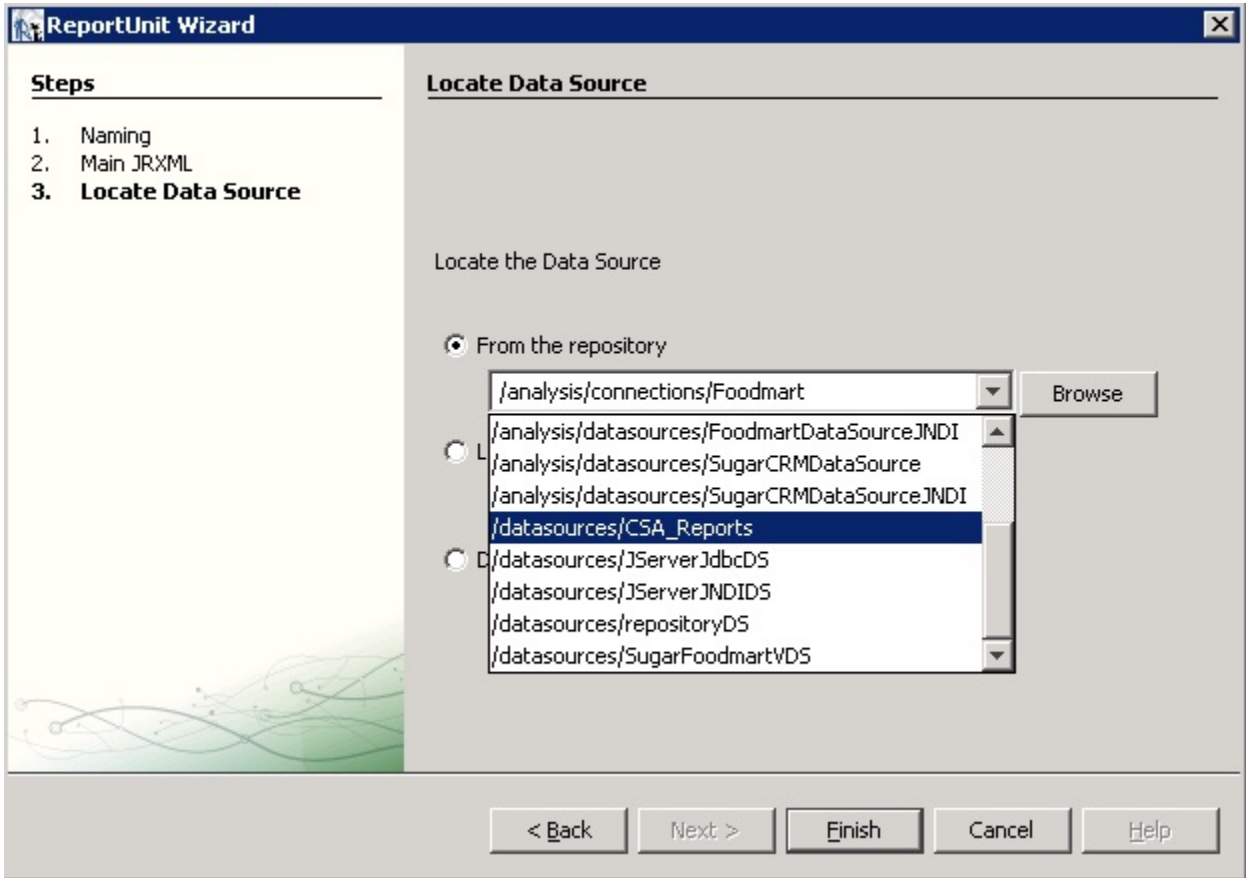 ReportUnit Wizard
Steps
1. Naming
2. Main JRXML
3. Locate Data Source
Locate Data Source
Locate the Data Source
From the repository
/analysis/connections/Foodmart
Browse
/analysis/datasources/FoodmartDataSourceJNDI
L
/analysis/datasources/SugarCRMDataSource
/analysis/datasources/SugarCRMDataSourceJNDI
/datasources/CSA_Reports
D
/datasources/JServerJdbcDS
/datasources/JServerJNDIDS
/datasources/repositoryDS
/datasources/SugarFoodmartVDS
< Back
Next >
Finish
Cancel
Help